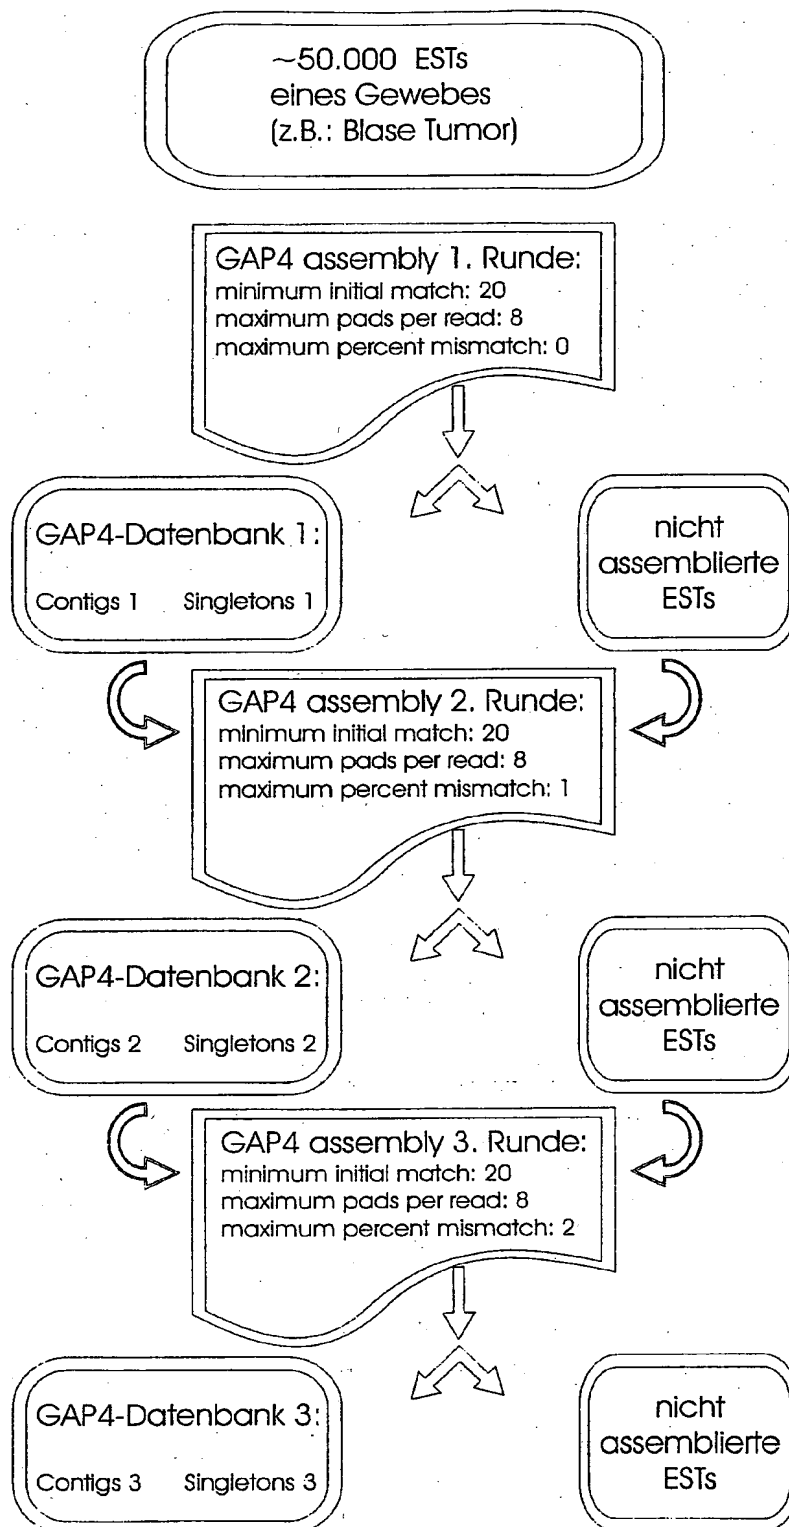 ~50.000 ESTs
eines Gewebes
(z.B.: Blase Tumor)
GAP4 assembly 1. Runde:
minimum initial match: 20
maximum pads per read: 8
maximum percent mismatch: 0
GAP4-Datenbank 1:
Contigs 1 Singletons 1
nicht
assemblierte
ESTs
GAP4 assembly 2. Runde:
minimum initial match: 20
maximum pads per read: 8
maximum percent mismatch: 1
GAP4-Datenbank 2:
Contigs 2 Singletons 2
nicht
assemblierte
ESTs
GAP4 assembly 3. Runde:
minimum initial match: 20
maximum pads per read: 8
maximum percent mismatch: 2
GAP4-Datenbank 3:
Contigs 3 Singletons 3
nicht
assemblierte
ESTs